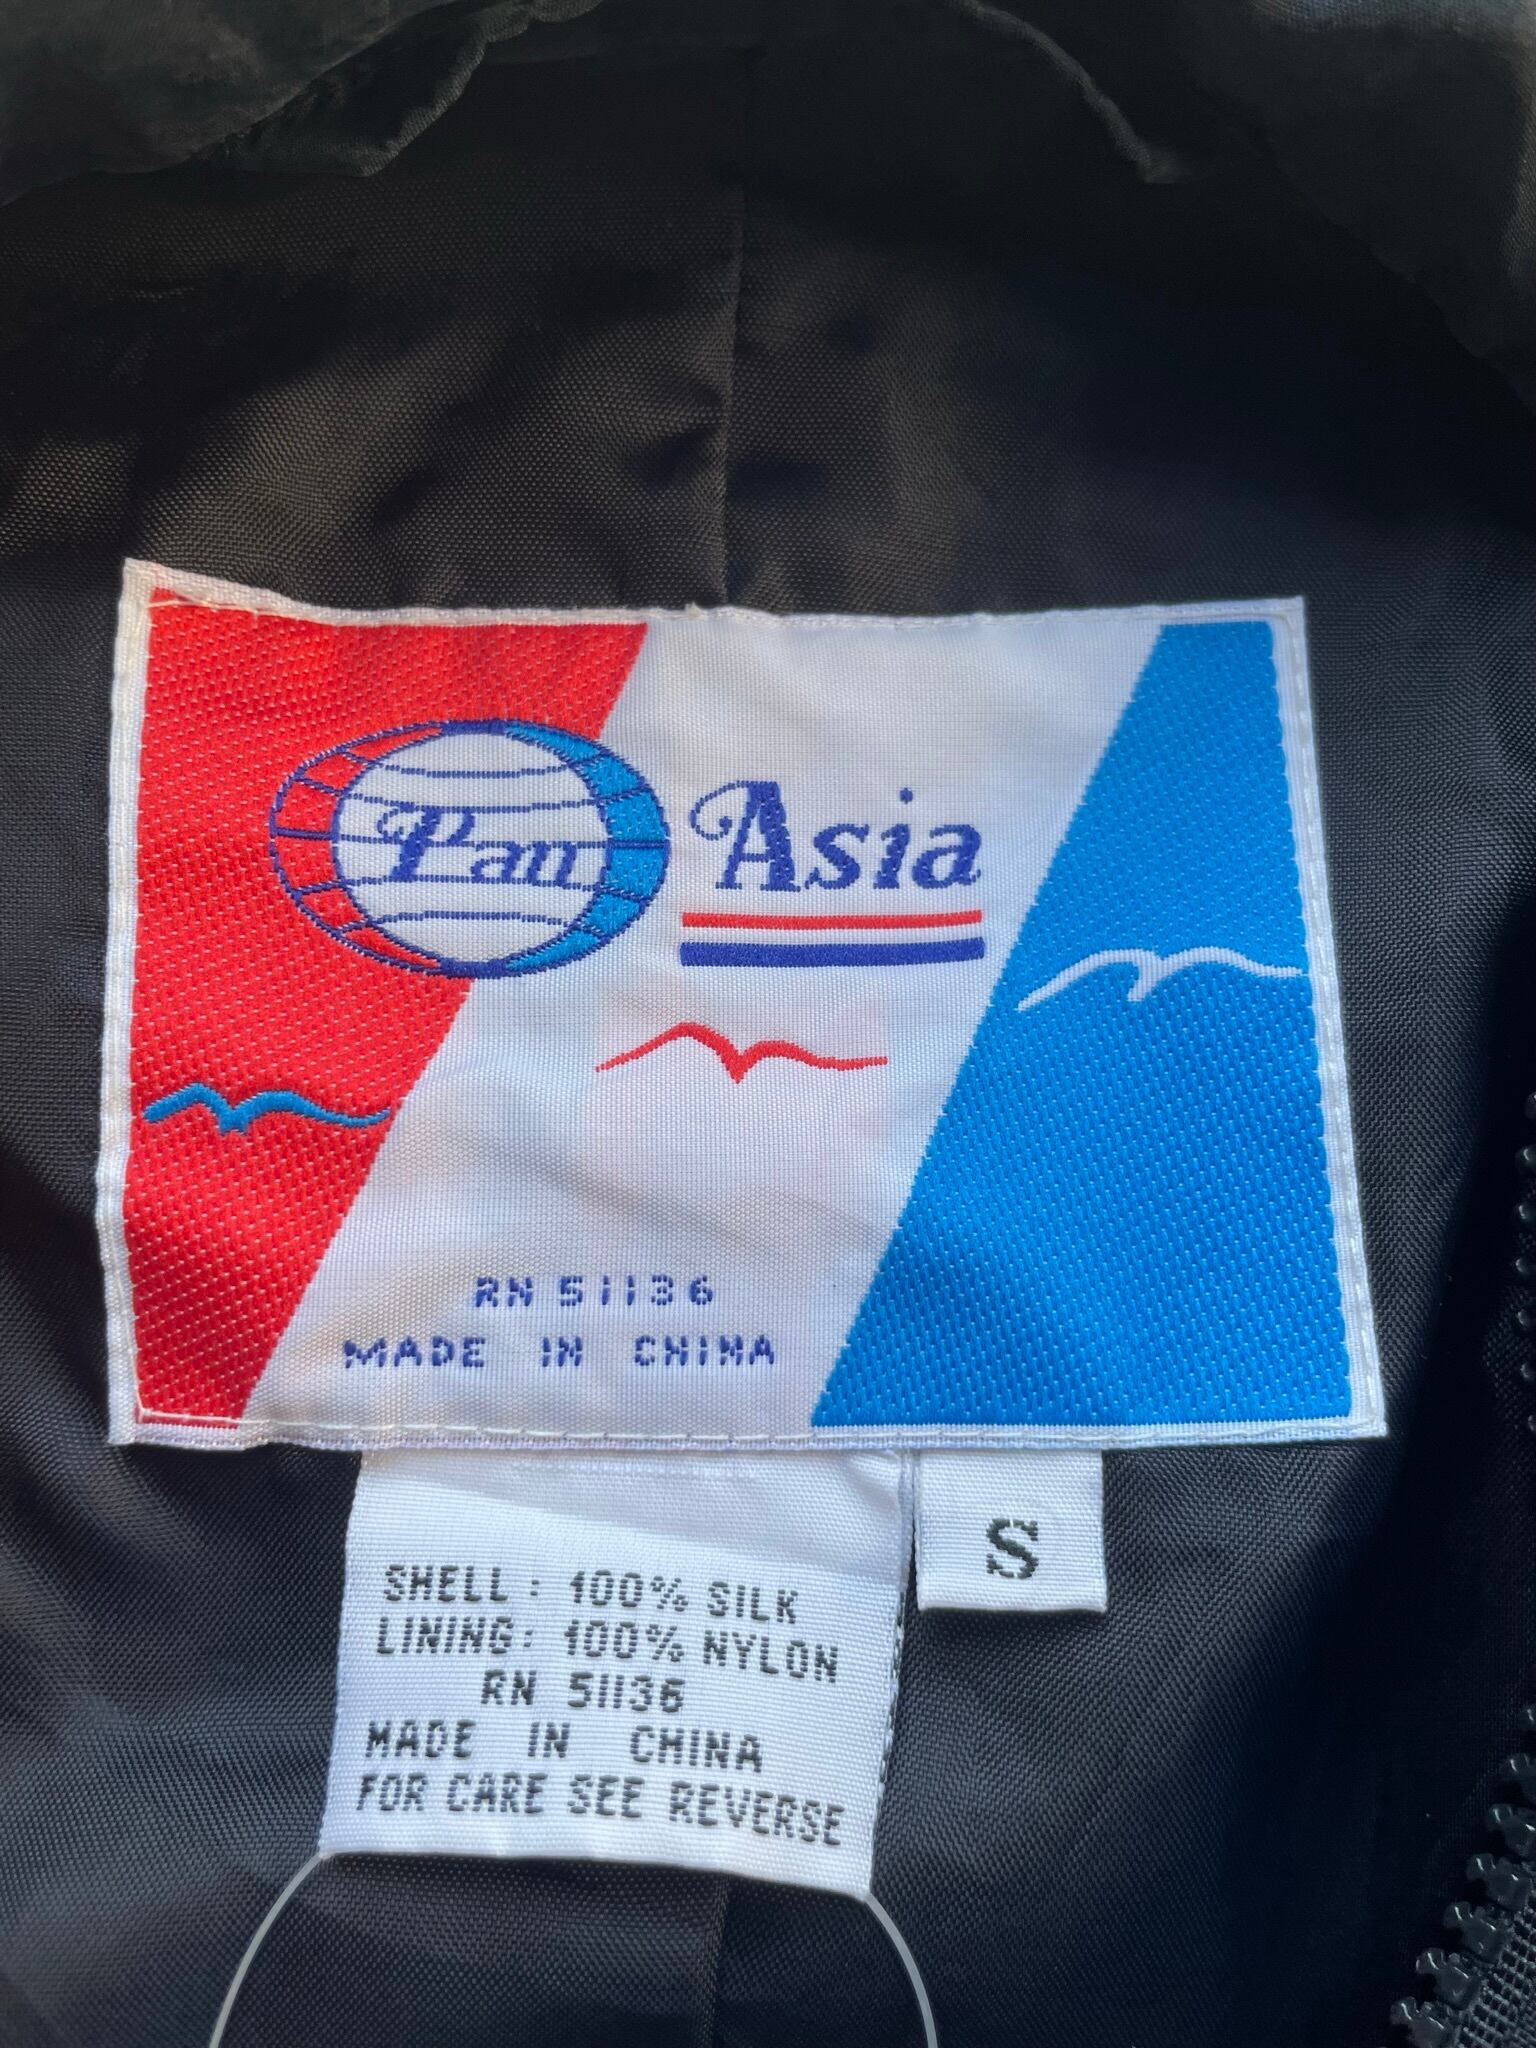 Pan Asia
RN 51136
MADE IN CHINA
S
SHELL: 100% SILK
LINING: 100% NYLON
RN 51136
MADE IN CHINA
FOR CARE SEE REVERSE